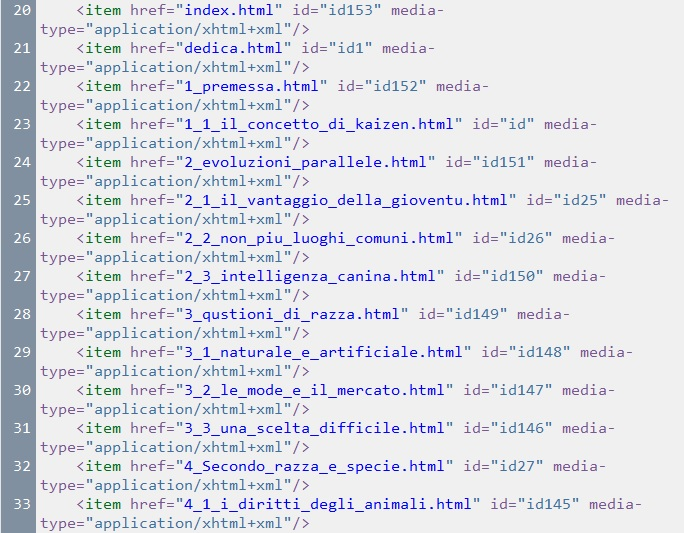 20 <item href="index.html" id="id153" media-
type="application/xhtml+xml"/>
21 <item href="dedica.html" id="id1" media-
type="application/xhtml+xml"/>
22 <item href="1_premessa.html" id="id152" media-
type="application/xhtml+xml"/>
23 <item href="1_1_il_concetto_di_kaizen.html" id="id" media-
type="application/xhtml+xml"/>
24 <item href="2_evoluzioni_parallele.html" id="id151" media-
type="application/xhtml+xml"/>
25 <item href="2_1_il_vantaggio_della_gioventu.html" id="id25" media-
type="application/xhtml+xml"/>
26 <item href="2_2_non_piu_luoghi_comuni.html" id="id26" media-
type="application/xhtml+xml"/>
27 <item href="2_3_intelligenza_canina.html" id="id150" media-
type="application/xhtml+xml"/>
28 <item href="3_qustioni_di_razza.html" id="id149" media-
type="application/xhtml+xml"/>
29 <item href="3_1_naturale_e_artificiale.html" id="id148" media-
type="application/xhtml+xml"/>
30 <item href="3_2_le_mode_e_il_mercato.html" id="id147" media-
type="application/xhtml+xml"/>
31 <item href="3_3_una_scelta_difficile.html" id="id146" media-
type="application/xhtml+xml"/>
32 <item href="4_Secondo_razza_e_specie.html" id="id27" media-
type="application/xhtml+xml"/>
33 <item href="4_1_i_diritti_degli_animali.html" id="id145" media-
type="application/xhtml+xml"/>